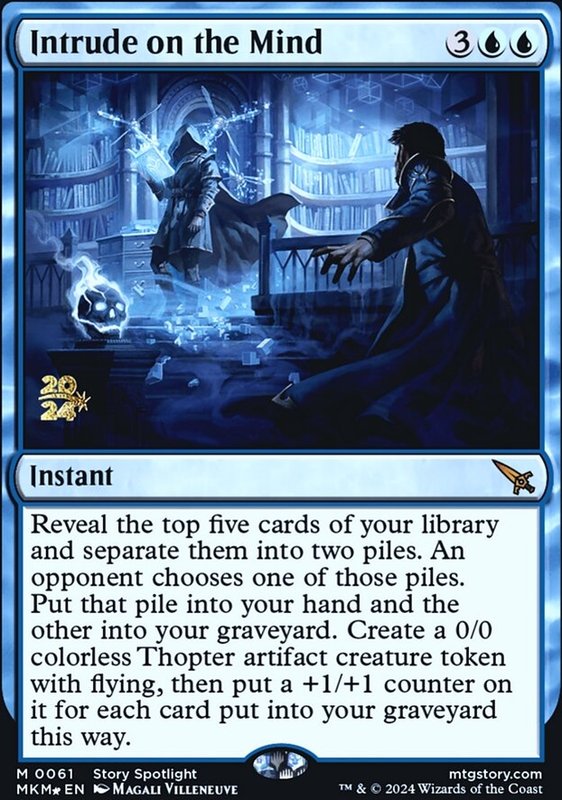 Intrude on the Mind 3
20
24
Instant
Reveal the top five cards of your library
and separate them into two piles. An
opponent chooses one of those piles.
Put that pile into your hand and the
other into your graveyard. Create a 0/0
colorless Thopter artifact creature token
with flying, then put a +1/+1 counter on
it for each card put into your graveyard
this way.
M 0061 Story Spotlight mtgstory.com
MKM★EN Magali Villeneuve ™ & © 2024 Wizards of the Coast